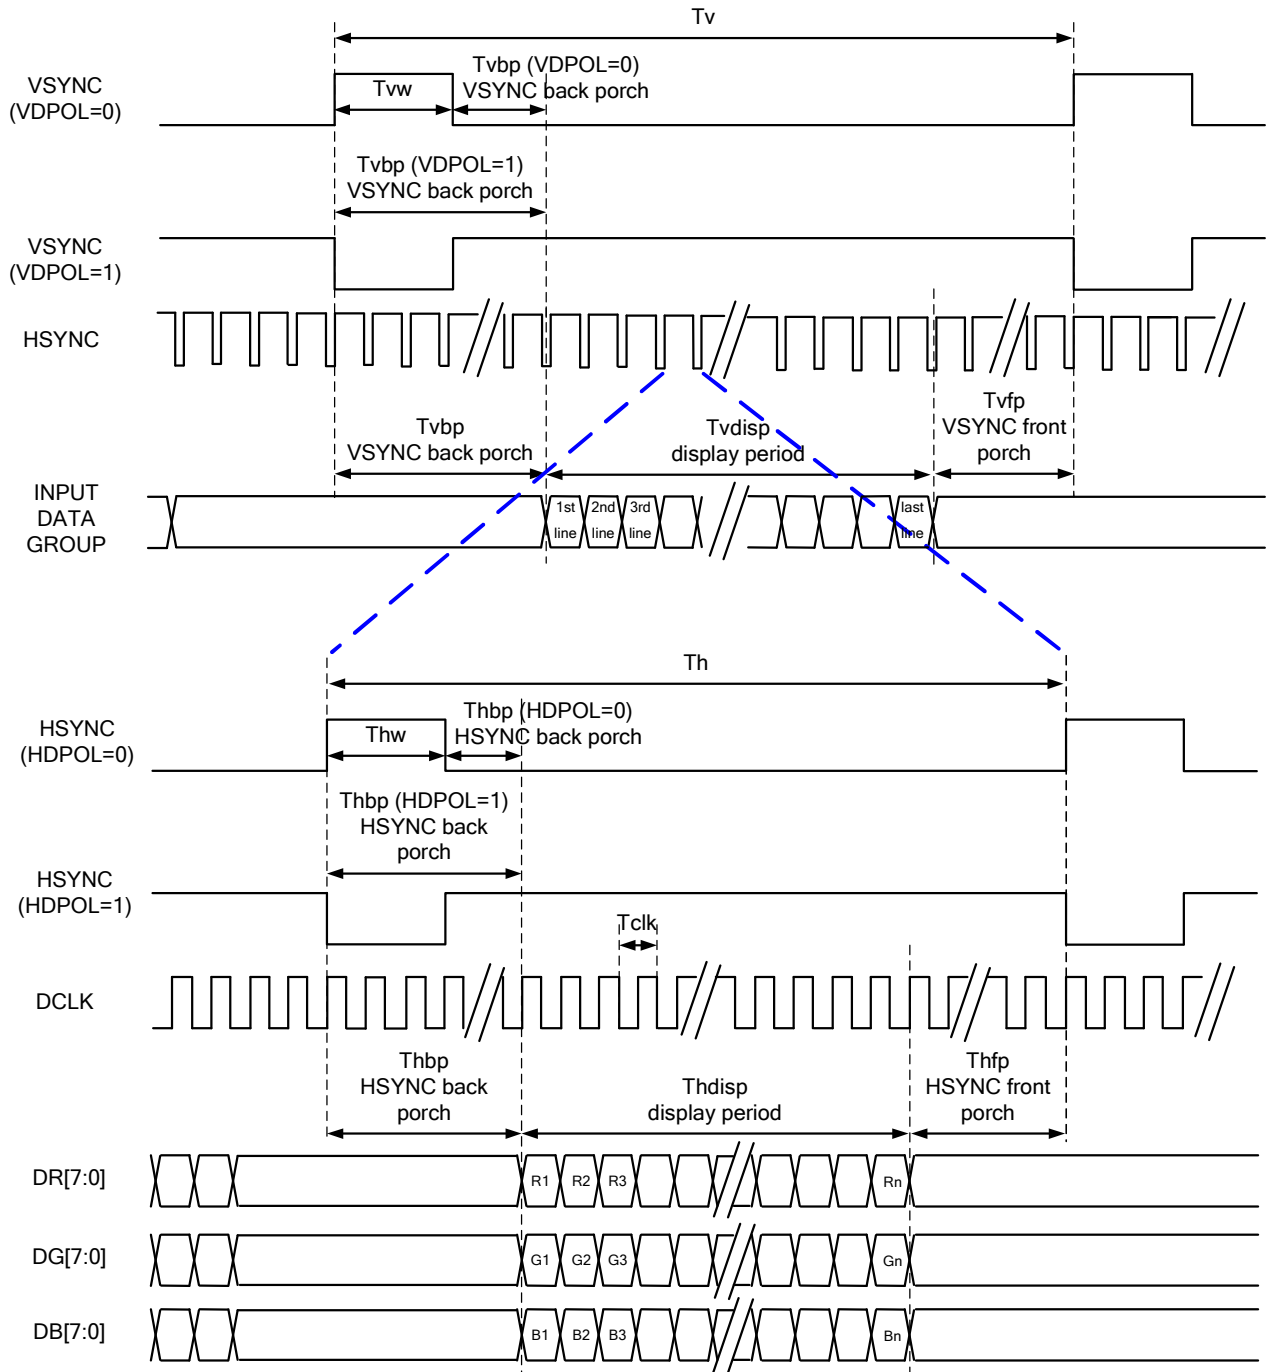 Tv
VSYNC
(VDPOL=0)
Tvw
Tvbp (VDPOL=0)
VSYNC back porch
Tvbp (VDPOL=1)
VSYNC back porch
VSYNC
(VDPOL=1)
HSYNC
Tvbp
VSYNC back porch
Tvdisp
display period
Tvfp
VSYNC front
porch
INPUT
DATA
GROUP
1st
line
2nd
line
3rd
line
last
line
Th
HSYNC
(HDPOL=0)
Thw
Thbp (HDPOL=0)
HSYNC back porch
Thbp (HDPOL=1)
HSYNC back
porch
HSYNC
(HDPOL=1)
Tclk
DCLK
Thbp
HSYNC back
porch
Thdisp
display period
Thfp
HSYNC front
porch
DR[7:0]
R1 R2 R3 Rn
DG[7:0]
G1 G2 G3 Gn
DB[7:0]
B1 B2 B3 Bn